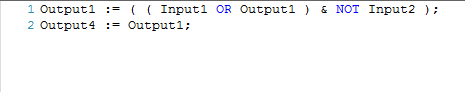 1 Output1 := ( ( Input1 OR Output1 ) & NOT Input2 );
2 Output4 := Output1;